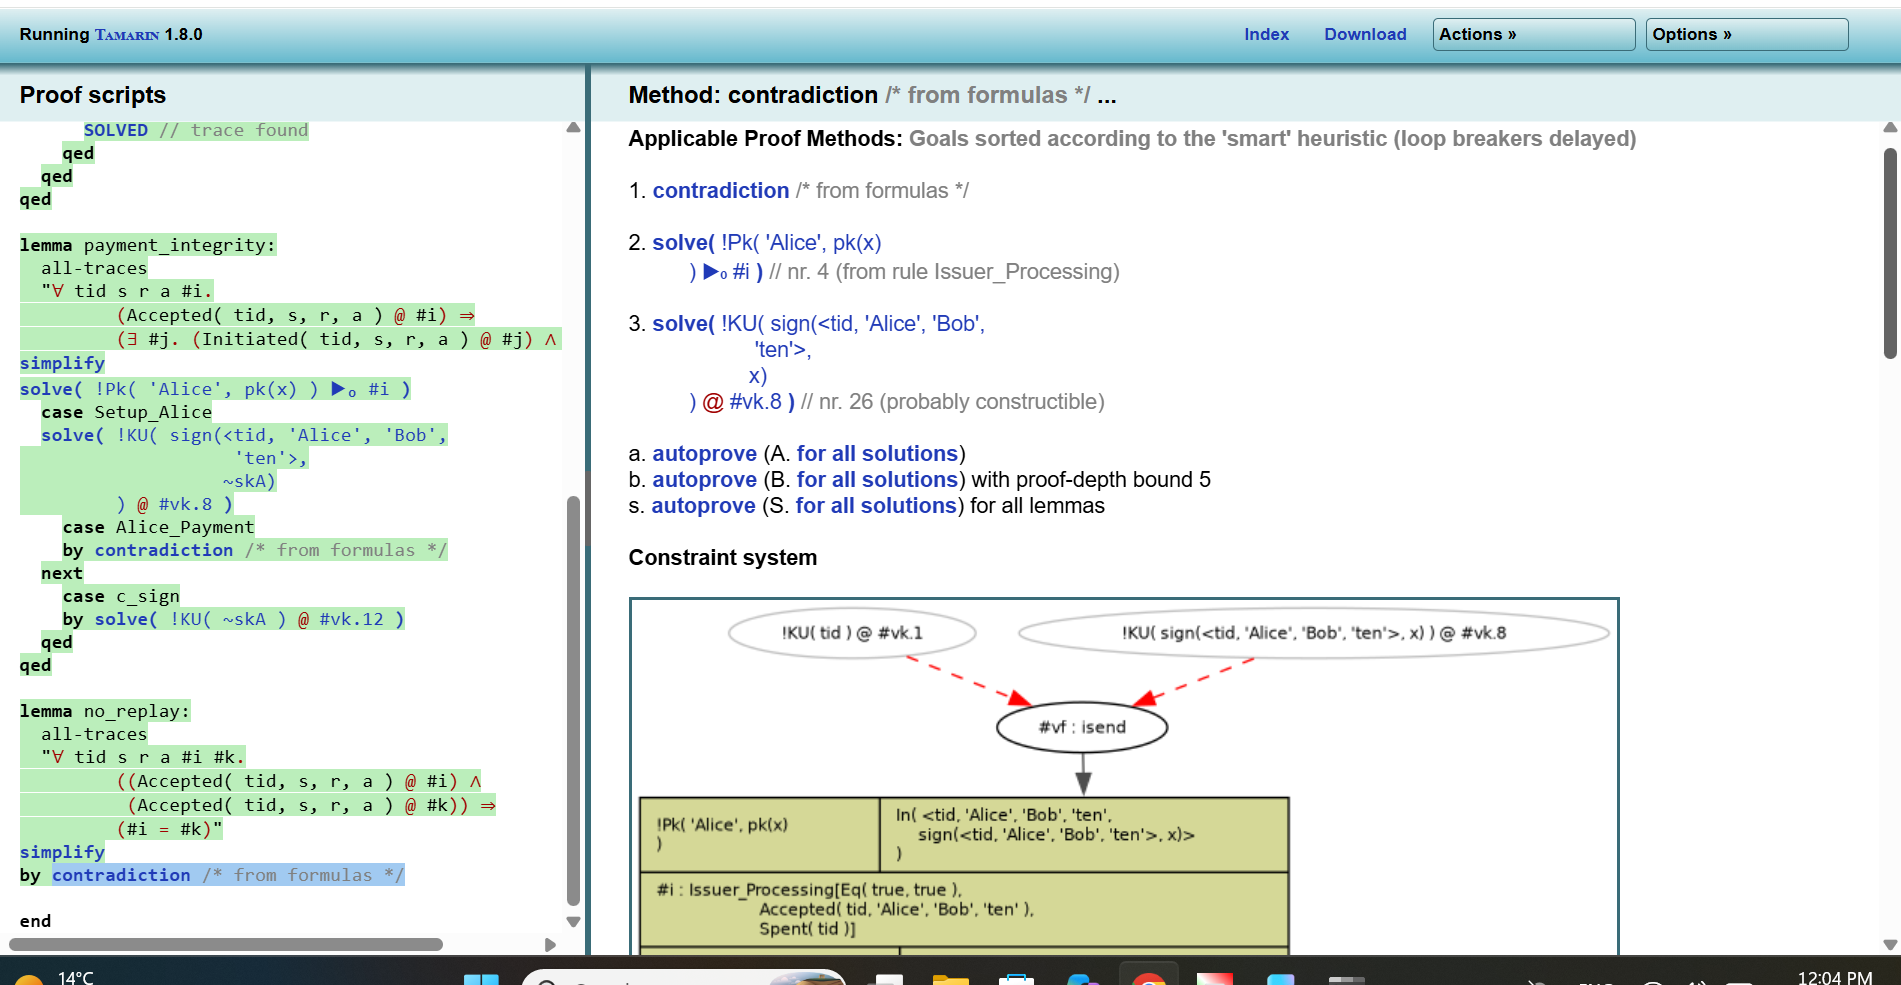 Running TAMARIN 1.8.0
Index
Download
Actions »
Options »
Proof scripts
SOLVED // trace found
qed
qed
qed
lemma payment_integrity:
all-traces
"∀ tid s r a #i.
(Accepted( tid, s, r, a ) @ #i) ⇒
(∃ #j. (Initiated( tid, s, r, a ) @ #j) ∧
simplify
solve( !Pk( 'Alice', pk(x) ) ▶₀ #i )
case Setup_Alice
solve( !KU( sign(<tid, 'Alice', 'Bob',
'ten'>,
~skA)
) @ #vk.8 )
case Alice_Payment
by contradiction /* from formulas */
next
case c_sign
by solve( !KU( ~skA ) @ #vk.12 )
qed
qed
lemma no_replay:
all-traces
"∀ tid s r a #i #k.
((Accepted( tid, s, r, a ) @ #i) ∧
(Accepted( tid, s, r, a ) @ #k)) ⇒
(#i = #k)"
simplify
by contradiction /* from formulas */
end
Method: contradiction /* from formulas */ ...
Applicable Proof Methods: Goals sorted according to the 'smart' heuristic (loop breakers delayed)
1. contradiction /* from formulas */
2. solve( !Pk( 'Alice', pk(x)
) ▶₀ #i ) // nr. 4 (from rule Issuer_Processing)
3. solve( !KU( sign(<tid, 'Alice', 'Bob',
'ten'>,
x)
) @ #vk.8 ) // nr. 26 (probably constructible)
a. autoprove (A. for all solutions)
b. autoprove (B. for all solutions) with proof-depth bound 5
s. autoprove (S. for all solutions) for all lemmas
Constraint system
!KU( tid ) @ #vk.1
!KU( sign(<tid, 'Alice', 'Bob', 'ten'>, x) ) @ #vk.8
#vf : isend
!Pk( 'Alice', pk(x)
)
In( <tid, 'Alice', 'Bob', 'ten',
sign(<tid, 'Alice', 'Bob', 'ten'>, x)>
)
#i : Issuer_Processing[Eq( true, true ),
Accepted( tid, 'Alice', 'Bob', 'ten' ),
Spent( tid )]
14°C
12:04 PM